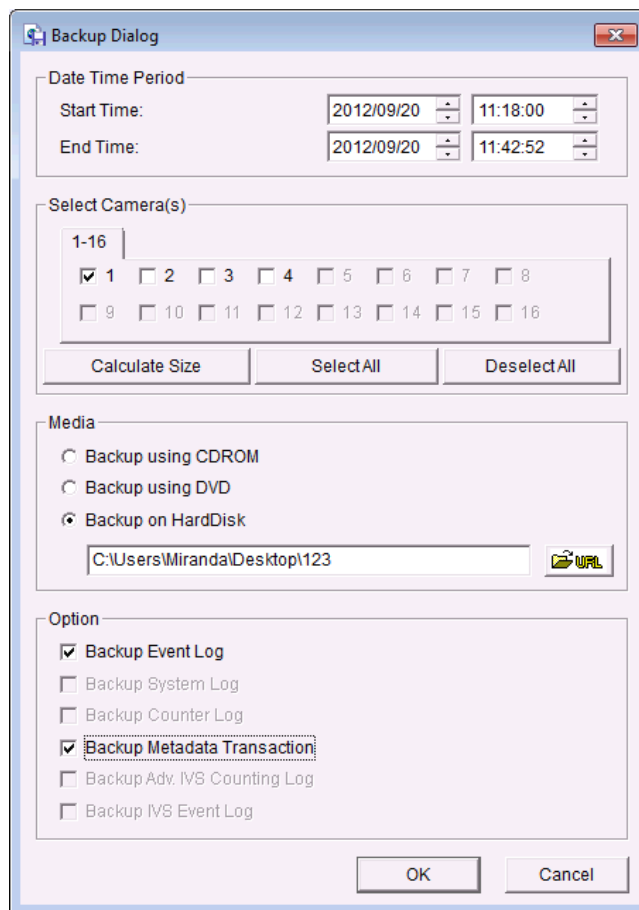 Backup Dialog
Date Time Period
Start Time: 2012/09/20 11:18:00
End Time: 2012/09/20 11:42:52
Select Camera(s)
1-16
1 2 3 4 5 6 7 8
9 10 11 12 13 14 15 16
Calculate Size Select All Deselect All
Media
Backup using CDROM
Backup using DVD
Backup on HardDisk
C:\Users\Miranda\Desktop\123 URL
Option
Backup Event Log
Backup System Log
Backup Counter Log
Backup Metadata Transaction
Backup Adv. IVS Counting Log
Backup IVS Event Log
OK Cancel